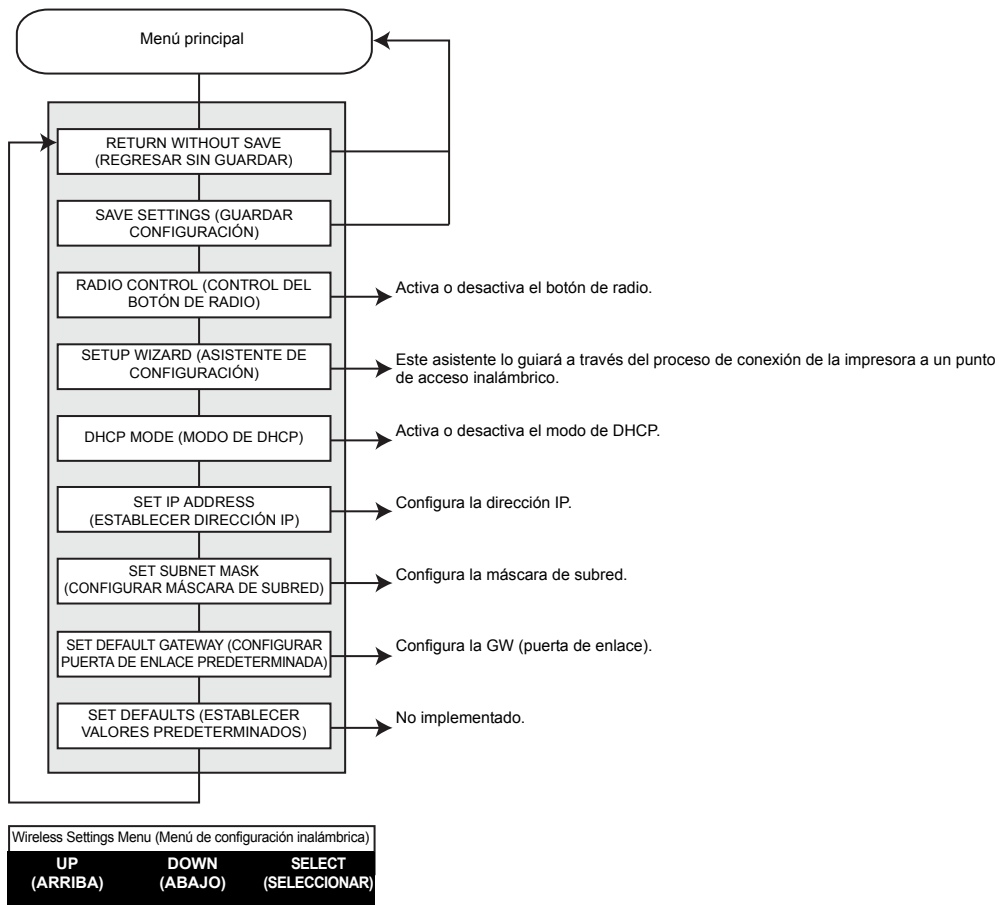 Menú principal
RETURN WITHOUT SAVE
(REGRESAR SIN GUARDAR)
SAVE SETTINGS (GUARDAR
CONFIGURACIÓN)
RADIO CONTROL (CONTROL DEL
BOTÓN DE RADIO)
Activa o desactiva el botón de radio.
SETUP WIZARD (ASISTENTE DE
CONFIGURACIÓN)
Este asistente lo guiará a través del proceso de conexión de la impresora a un punto
de acceso inalámbrico.
DHCP MODE (MODO DE DHCP)
Activa o desactiva el modo de DHCP.
SET IP ADDRESS
(ESTABLECER DIRECCIÓN IP)
Configura la dirección IP.
SET SUBNET MASK
(CONFIGURAR MÁSCARA DE SUBRED)
Configura la máscara de subred.
SET DEFAULT GATEWAY (CONFIGURAR
PUERTA DE ENLACE PREDETERMINADA)
Configura la GW (puerta de enlace).
SET DEFAULTS (ESTABLECER
VALORES PREDETERMINADOS)
No implementado.
Wireless Settings Menu (Menú de configuración inalámbrica)
UP
(ARRIBA)
DOWN
(ABAJO)
SELECT
(SELECCIONAR)